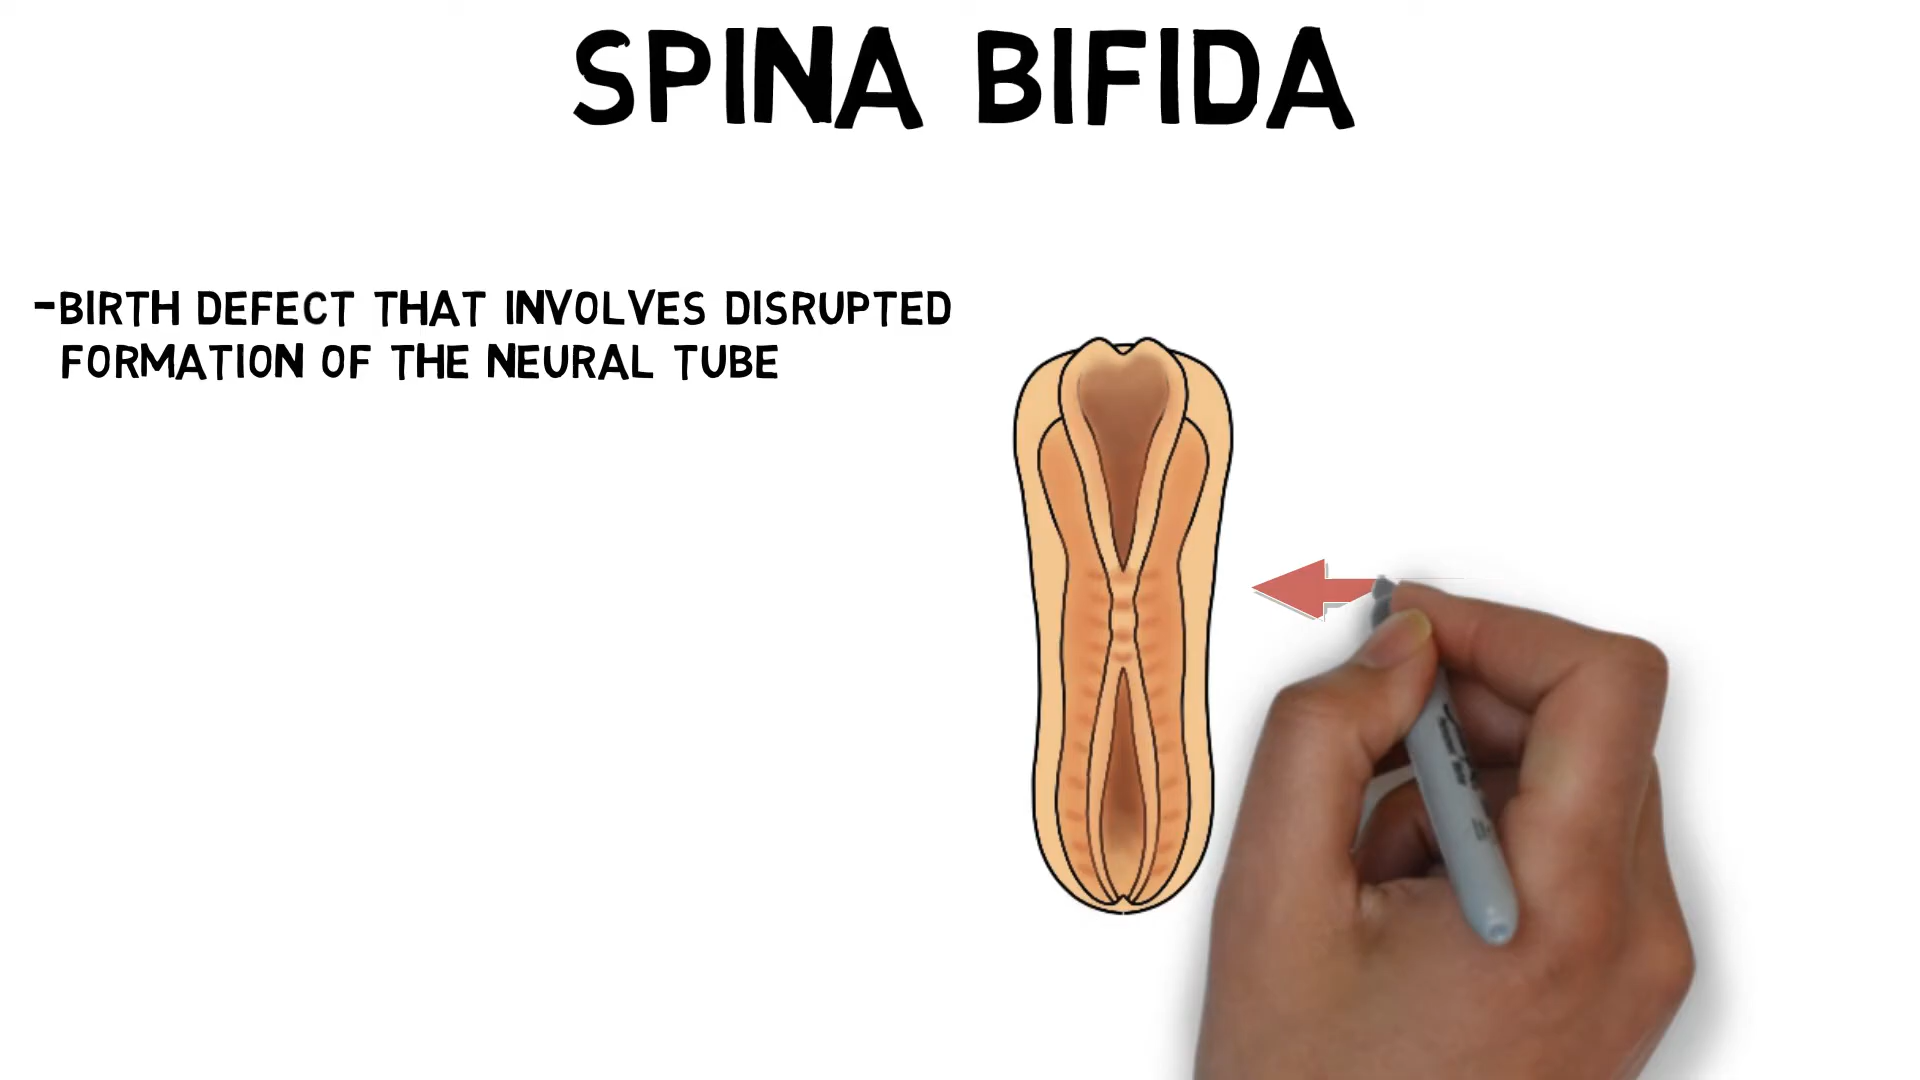 SPINA BIFIDA
-BIRTH DEFECT THAT INVOLVES DISRUPTED
FORMATION OF THE NEURAL TUBE